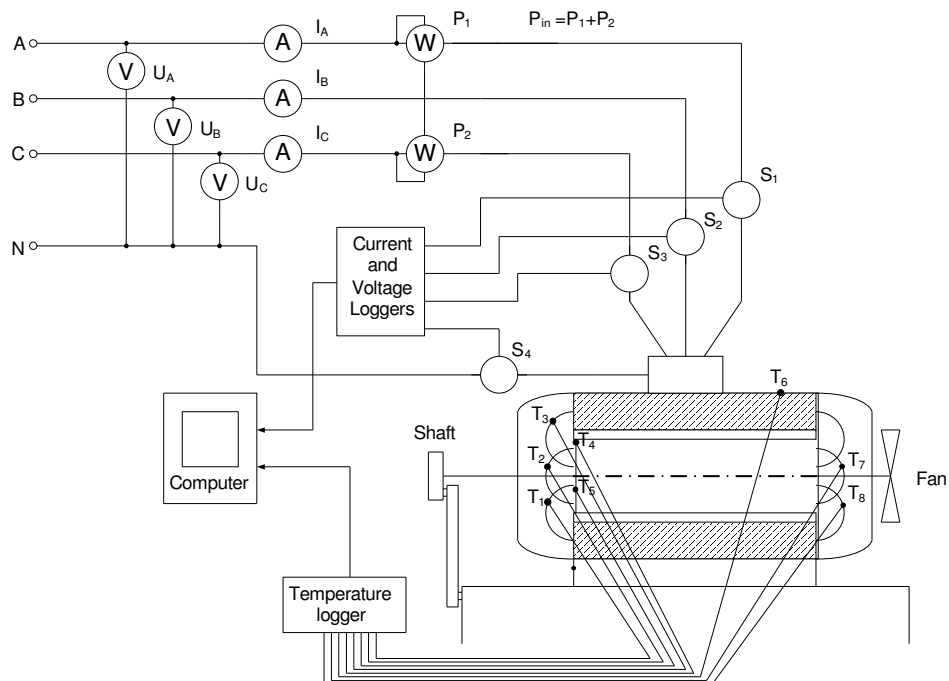 A
I_A
P_1
P_in =P_1+P_2
A
W
V
U_A
B
I_B
A
V
U_B
C
I_C
P_2
A
W
V
U_C
S_1
S_2
N
Current
and
Voltage
Loggers
S_3
S_4
T_6
T_3
Shaft
T_4
T_2
T_7
Computer
T_5
Fan
T_1
T_8
Temperature
logger